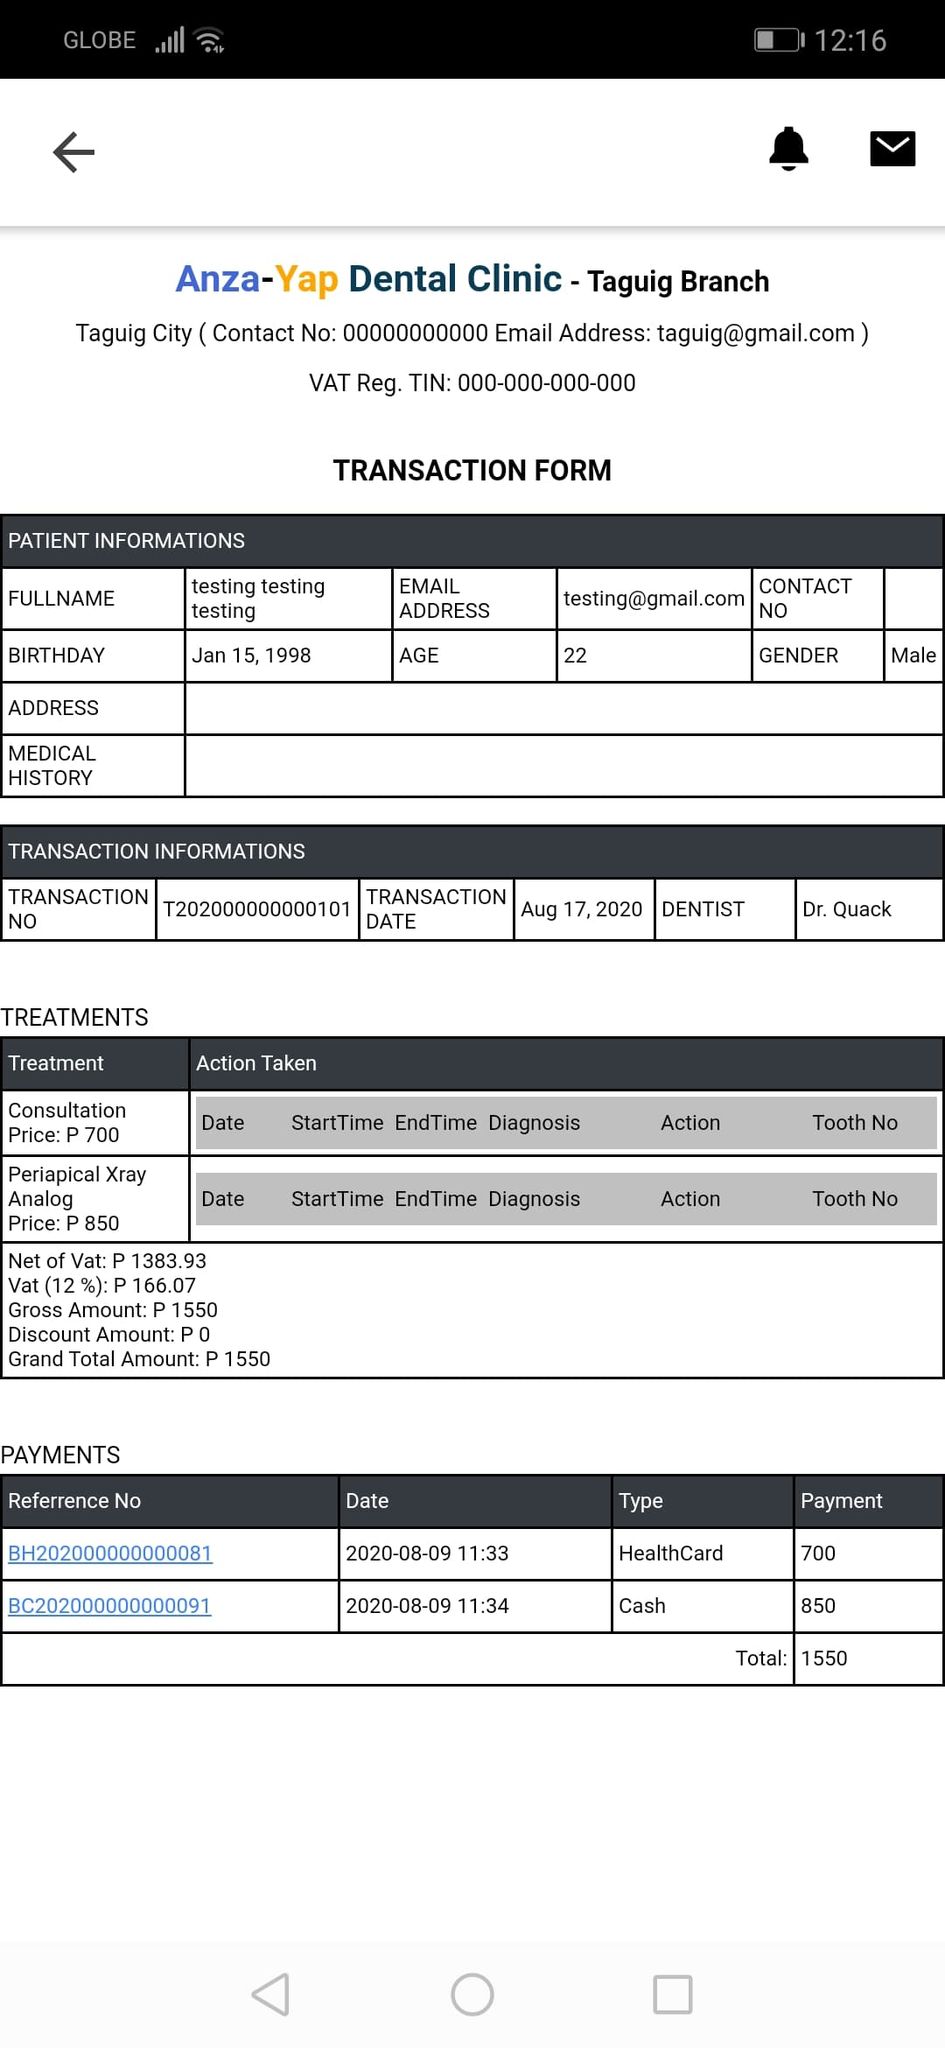 GLOBE 12:16
Anza-Yap Dental Clinic - Taguig Branch
Taguig City ( Contact No: 00000000000 Email Address: taguig@gmail.com )
VAT Reg. TIN: 000-000-000-000
TRANSACTION FORM
PATIENT INFORMATIONS
FULLNAME testing testing testing EMAIL ADDRESS testing@gmail.com CONTACT NO
BIRTHDAY Jan 15, 1998 AGE 22 GENDER Male
ADDRESS
MEDICAL HISTORY
TRANSACTION INFORMATIONS
TRANSACTION NO T202000000000101 TRANSACTION DATE Aug 17, 2020 DENTIST Dr. Quack
TREATMENTS
Treatment Action Taken
Consultation
Price: P 700
Date StartTime EndTime Diagnosis Action Tooth No
Periapical Xray
Analog
Price: P 850
Date StartTime EndTime Diagnosis Action Tooth No
Net of Vat: P 1383.93
Vat (12 %): P 166.07
Gross Amount: P 1550
Discount Amount: P 0
Grand Total Amount: P 1550
PAYMENTS
Referrence No Date Type Payment
BH202000000000081 2020-08-09 11:33 HealthCard 700
BC202000000000091 2020-08-09 11:34 Cash 850
Total: 1550